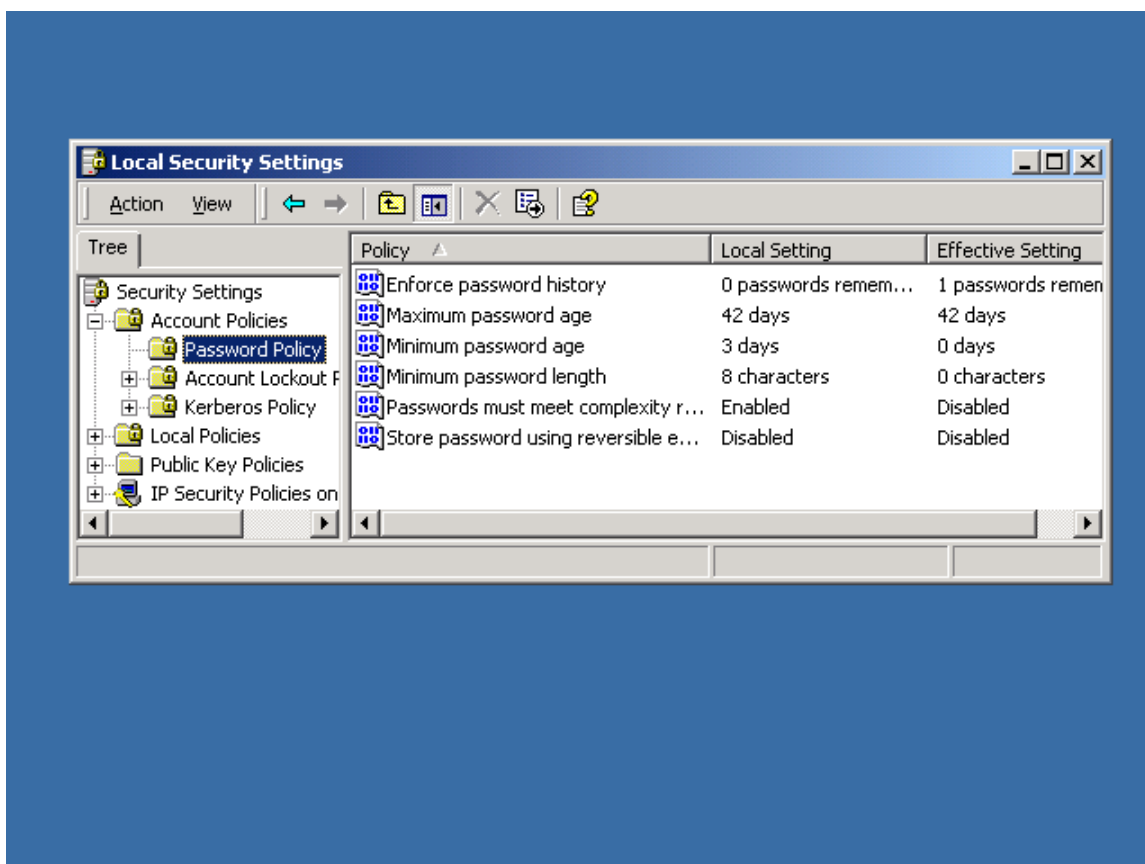 Local Security Settings
Action View
Tree
Policy Local Setting Effective Setting
Security Settings
Account Policies
Password Policy
Account Lockout P
Kerberos Policy
Local Policies
Public Key Policies
IP Security Policies on
Enforce password history 0 passwords remem... 1 passwords remen
Maximum password age 42 days 42 days
Minimum password age 3 days 0 days
Minimum password length 8 characters 0 characters
Passwords must meet complexity r... Enabled Disabled
Store password using reversible e... Disabled Disabled